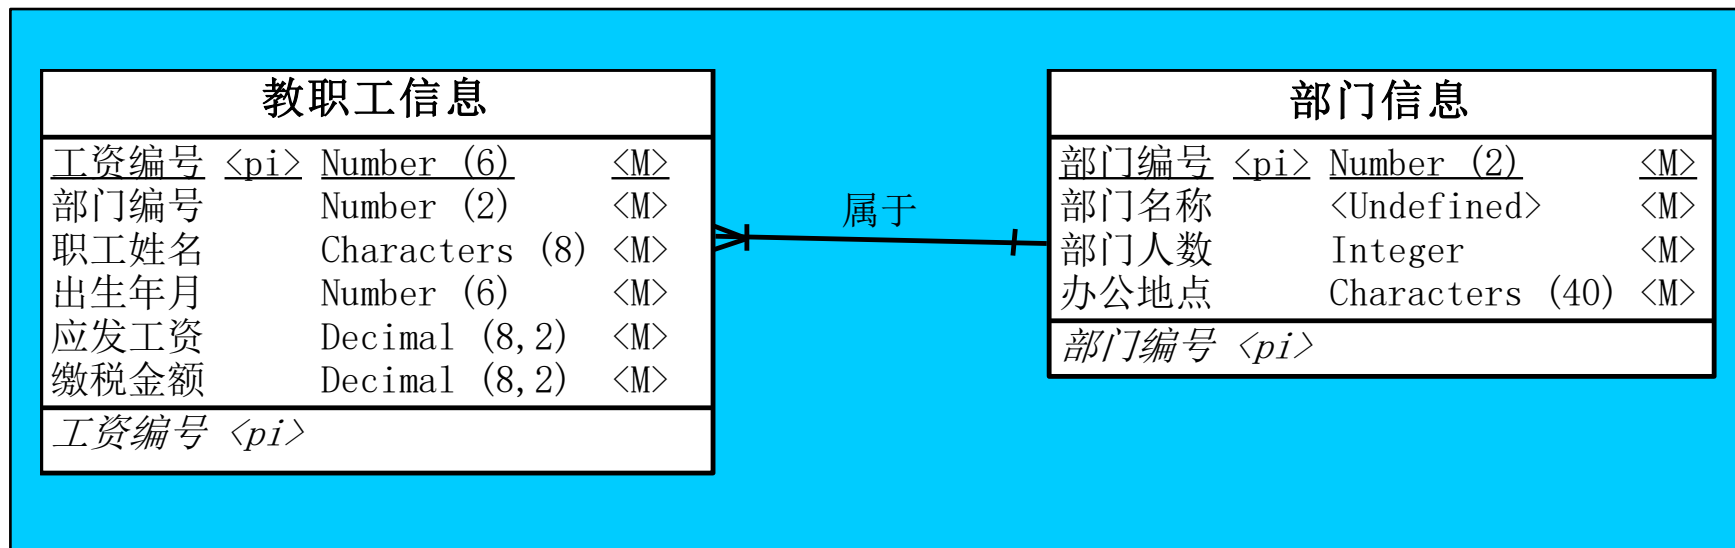 教职工信息
工资编号 <pi> Number (6) <M>
部门编号 Number (2) <M>
职工姓名 Characters (8) <M>
出生年月 Number (6) <M>
应发工资 Decimal (8,2) <M>
缴税金额 Decimal (8,2) <M>
工资编号 <pi>
属于
部门信息
部门编号 <pi> Number (2) <M>
部门名称 <Undefined> <M>
部门人数 Integer <M>
办公地点 Characters (40) <M>
部门编号 <pi>